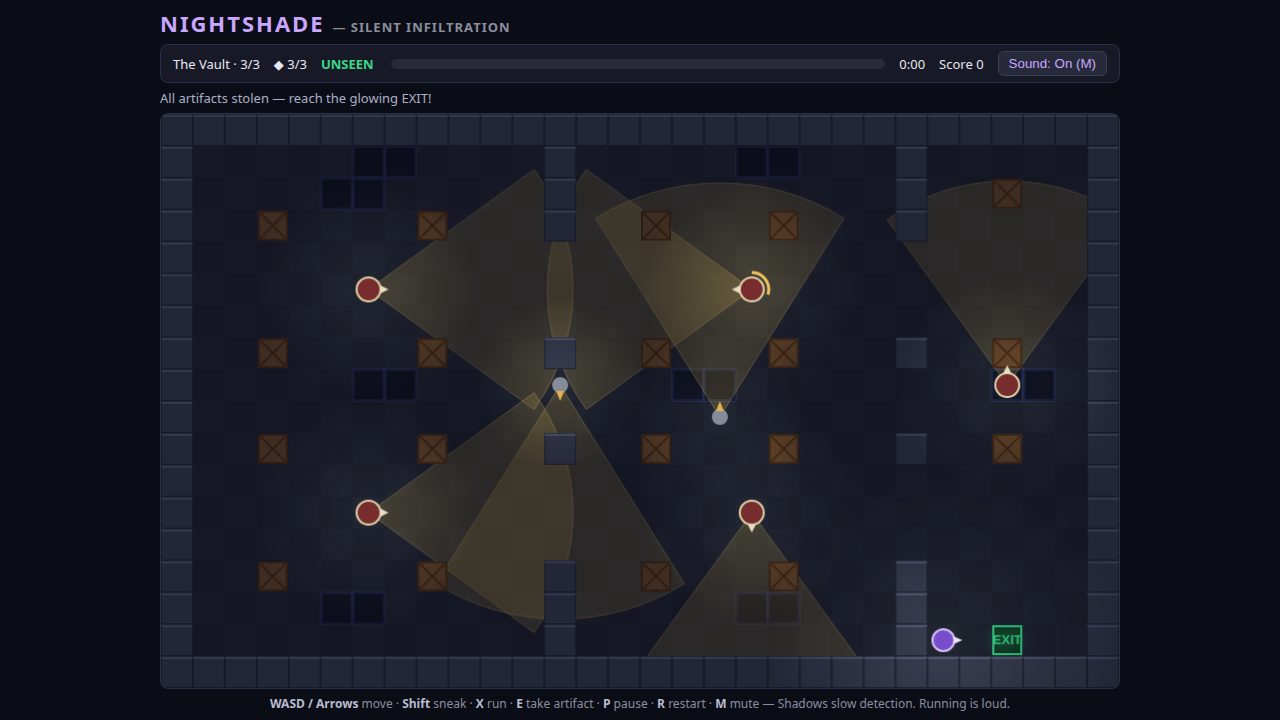 NIGHTSHADE — SILENT INFILTRATION
The Vault · 3/3 ◆ 3/3 UNSEEN 0:00 Score 0 Sound: On (M)
All artifacts stolen — reach the glowing EXIT!
EXIT
WASD / Arrows move · Shift sneak · X run · E take artifact · P pause · R restart · M mute — Shadows slow detection. Running is loud.